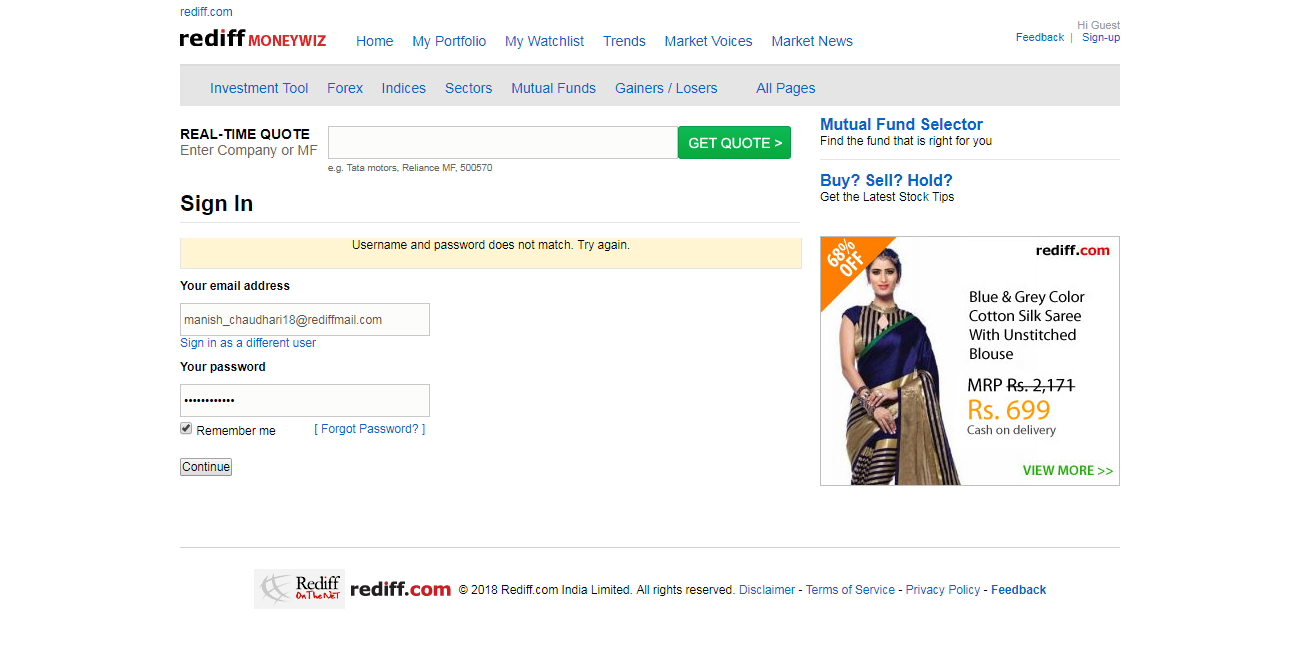 rediff.com
rediff MONEYWIZ
Home My Portfolio My Watchlist Trends Market Voices Market News
Hi Guest
Feedback | Sign-up
Investment Tool Forex Indices Sectors Mutual Funds Gainers / Losers All Pages
REAL-TIME QUOTE
Enter Company or MF
GET QUOTE >
e.g. Tata motors, Reliance MF, 500570
Mutual Fund Selector
Find the fund that is right for you
Buy? Sell? Hold?
Get the Latest Stock Tips
Sign In
Username and password does not match. Try again.
Your email address
manish_chaudhari18@rediffmail.com
Sign in as a different user
Your password
••••••••••••
Remember me [ Forgot Password? ]
Continue
68%
OFF
rediff.com
Blue & Grey Color
Cotton Silk Saree
With Unstitched
Blouse
MRP Rs. 2,171
Rs. 699
Cash on delivery
VIEW MORE >>
Rediff
On The NeT
rediff.com © 2018 Rediff.com India Limited. All rights reserved. Disclaimer - Terms of Service - Privacy Policy - Feedback